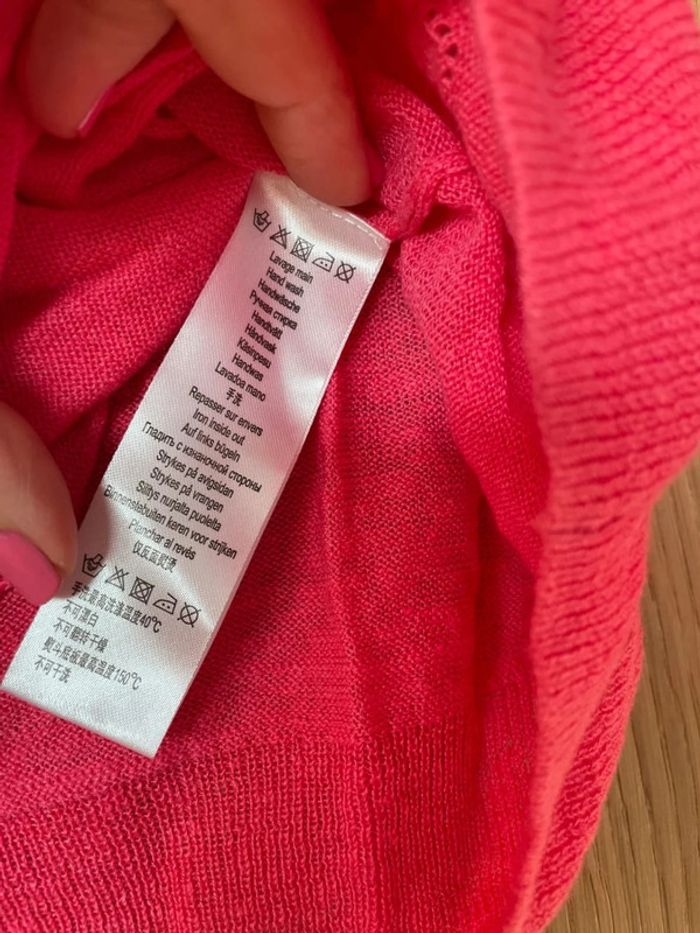 Lavage main
Hand wash
Handwäsche
Ручная стирка
Handtvätt
Håndvask
Käsinpesu
Handwas
Lavadoa mano
手洗
Repasser sur envers
Iron inside out
Auf links bügeln
Гладить с изнаночной стороны
Strykes på avigsidan
Strykes på vrangen
Silitys nurjalta puolelta
Binnenstebuiten keren voor strijken
Planchar al revés
仅反面熨烫
手洗最高洗涤温度40℃
不可漂白
不可翻转干燥
熨斗底板最高温度150℃
不可干洗